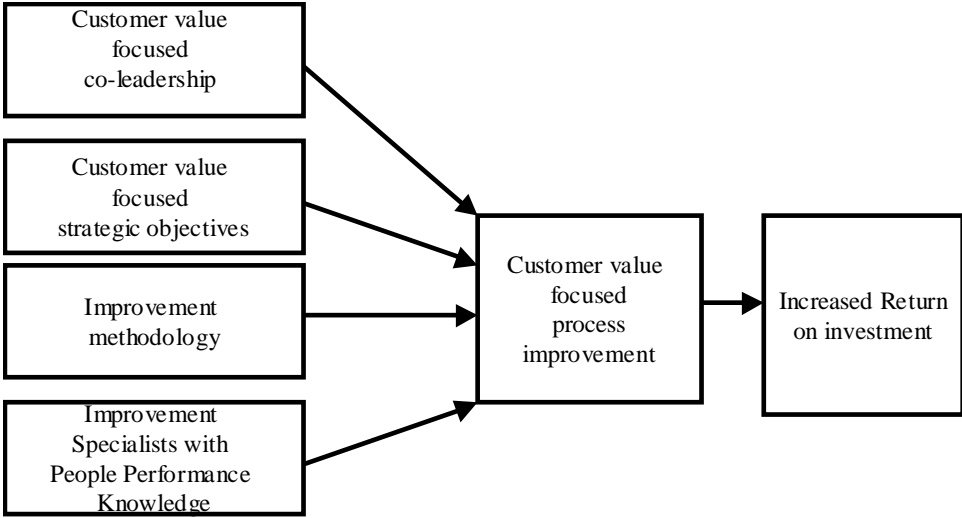 Customer value
focused
co-leadership
Customer value
focused
strategic objectives
Improvement
methodology
Improvement
Specialists with
People Performance
Knowledge
Customer value
focused
process
improvement
Increased Return
on investment